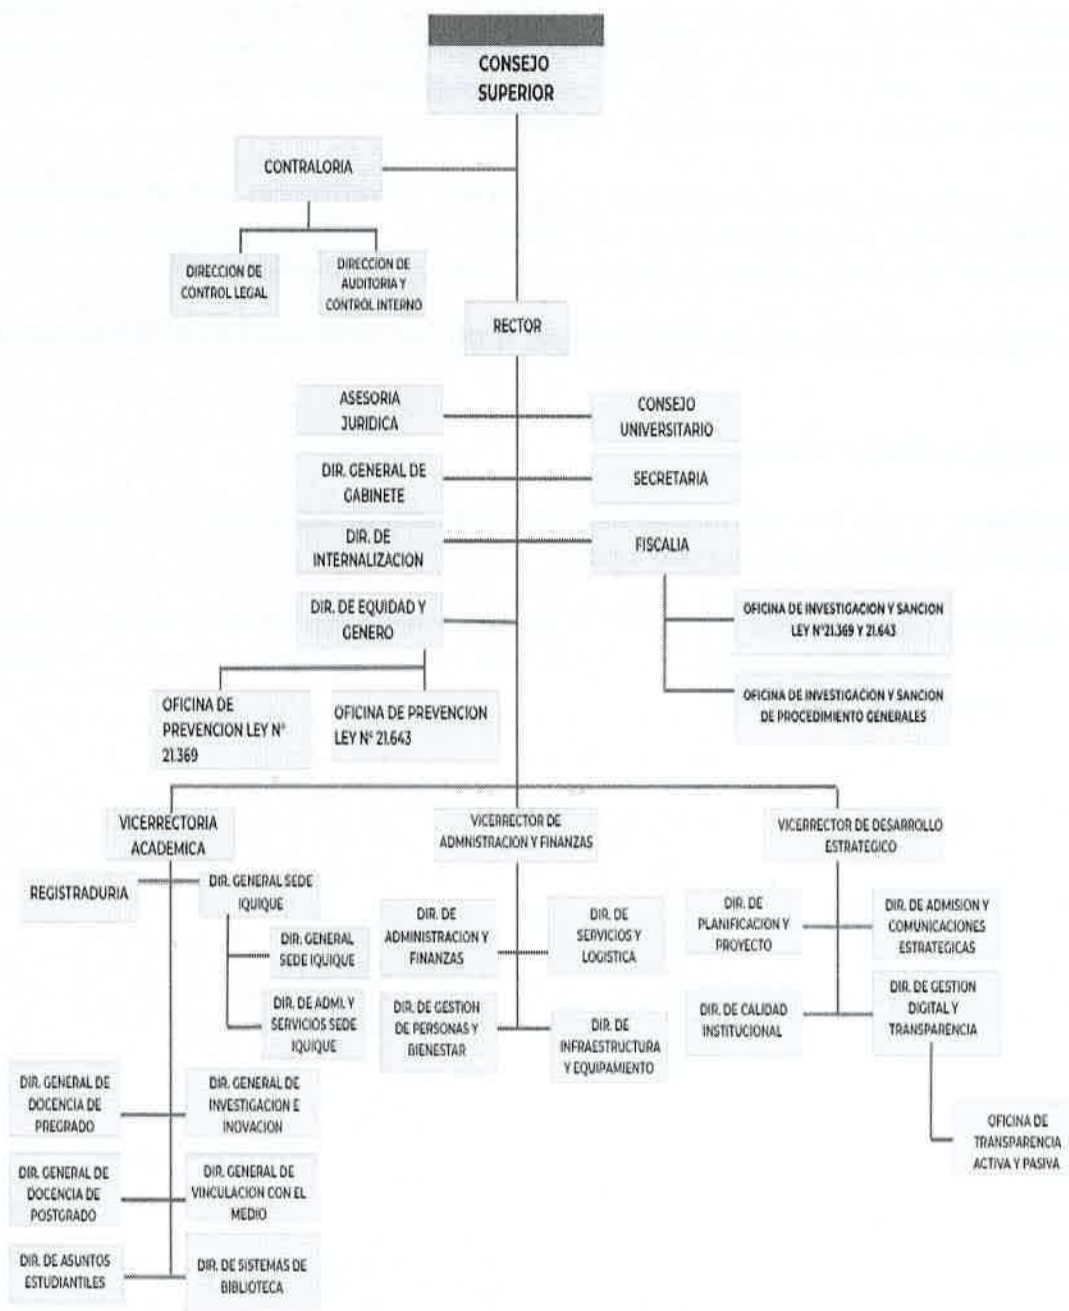 CONSEJO
SUPERIOR
CONTRALORIA
DIRECCION DE
CONTROL LEGAL
DIRECCION DE
AUDITORIA Y
CONTROL INTERNO
RECTOR
ASESORIA
JURIDICA
CONSEJO
UNIVERSITARIO
DIR. GENERAL DE
GABINETE
SECRETARIA
DIR. DE
INTERNALIZACION
FISCALIA
DIR. DE EQUIDAD Y
GENERO
OFICINA DE INVESTIGACION Y SANCION
LEY N°21.369 Y 21.643
OFICINA DE INVESTIGACION Y SANCION
DE PROCEDIMIENTO GENERALES
OFICINA DE
PREVENCION LEY N°
21.369
OFICINA DE PREVENCION
LEY N° 21.643
VICERRECTORIA
ACADEMICA
VICERRECTOR DE
ADMNISTRACION Y FINANZAS
VICERRECTOR DE DESARROLLO
ESTRATEGICO
REGISTRADURIA
DIR. GENERAL SEDE
IQUIQUE
DIR. GENERAL
SEDE IQUIQUE
DIR. DE ADMI. Y
SERVICIOS SEDE
IQUIQUE
DIR. DE
ADMINISTRACION Y
FINANZAS
DIR. DE
SERVICIOS Y
LOGISTICA
DIR. DE GESTION
DE PERSONAS Y
BIENESTAR
DIR. DE
INFRAESTRUCTURA
Y EQUIPAMIENTO
DIR. DE
PLANIFICACION Y
PROYECTO
DIR. DE ADMISION Y
COMUNICACIONES
ESTRATEGICAS
DIR. DE CALIDAD
INSTITUCIONAL
DIR. DE GESTION
DIGITAL Y
TRANSPARENCIA
OFICINA DE
TRANSPARENCIA
ACTIVA Y PASIVA
DIR. GENERAL DE
DOCENCIA DE
PREGRADO
DIR. GENERAL DE
INVESTIGACION E
INOVACION
DIR. GENERAL DE
DOCENCIA DE
POSTGRADO
DIR. GENERAL DE
VINCULACION CON EL
MEDIO
DIR. DE ASUNTOS
ESTUDIANTILES
DIR. DE SISTEMAS DE
BIBLIOTECA